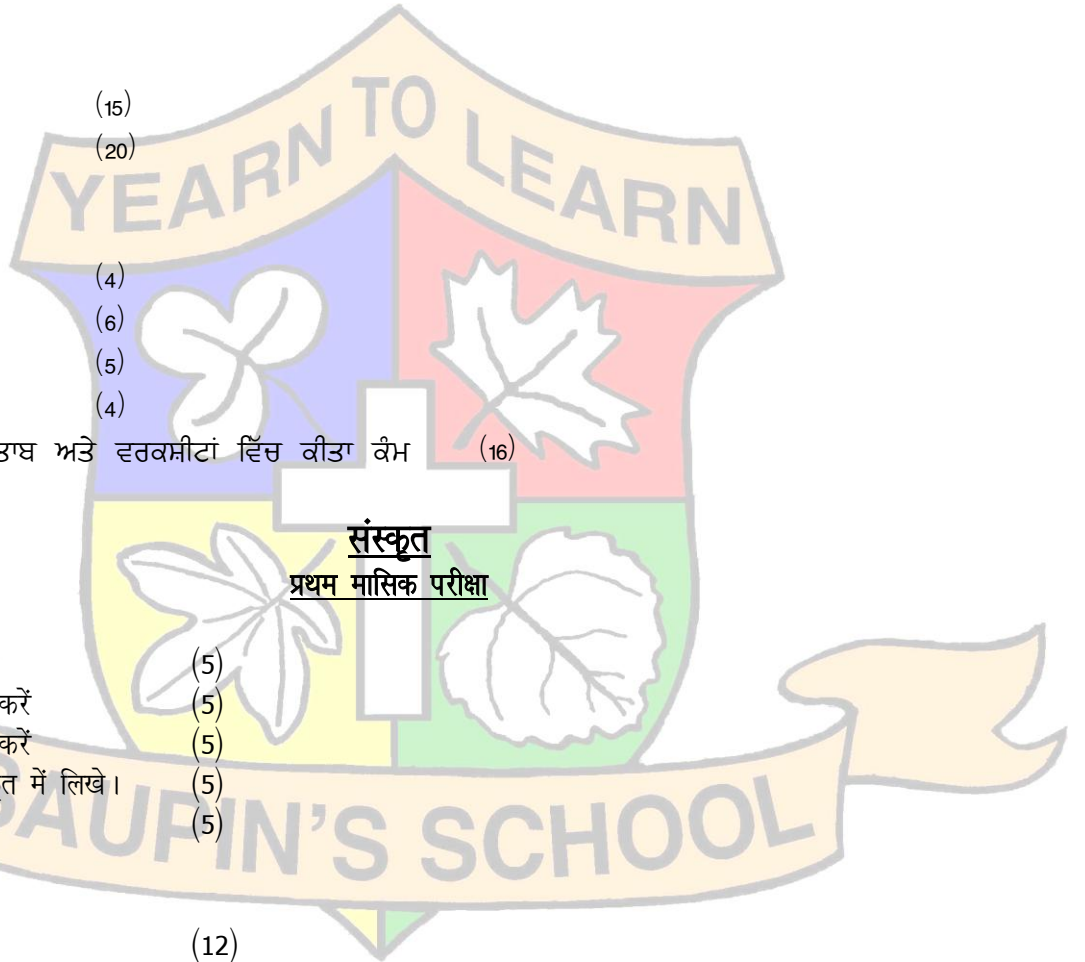 (15)
(20)
YEARN TO LEARN
(4)
(6)
(5)
(4)
ਤਾਬ ਅਤੇ ਵਰਕਸ਼ੀਟਾਂ ਵਿੱਚ ਕੀਤਾ ਕੰਮ (16)
संस्कृत
प्रथम मासिक परीक्षा
(5)
करें (5)
करें (5)
में लिखे। (5)
(5)
SAUPIN'S SCHOOL
(12)